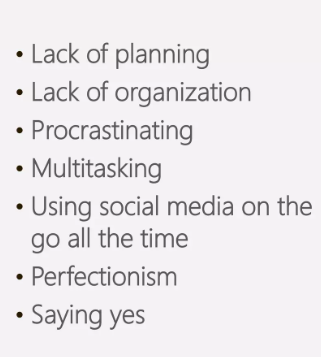 • Lack of planning
• Lack of organization
• Procrastinating
• Multitasking
• Using social media on the
go all the time
• Perfectionism
• Saying yes